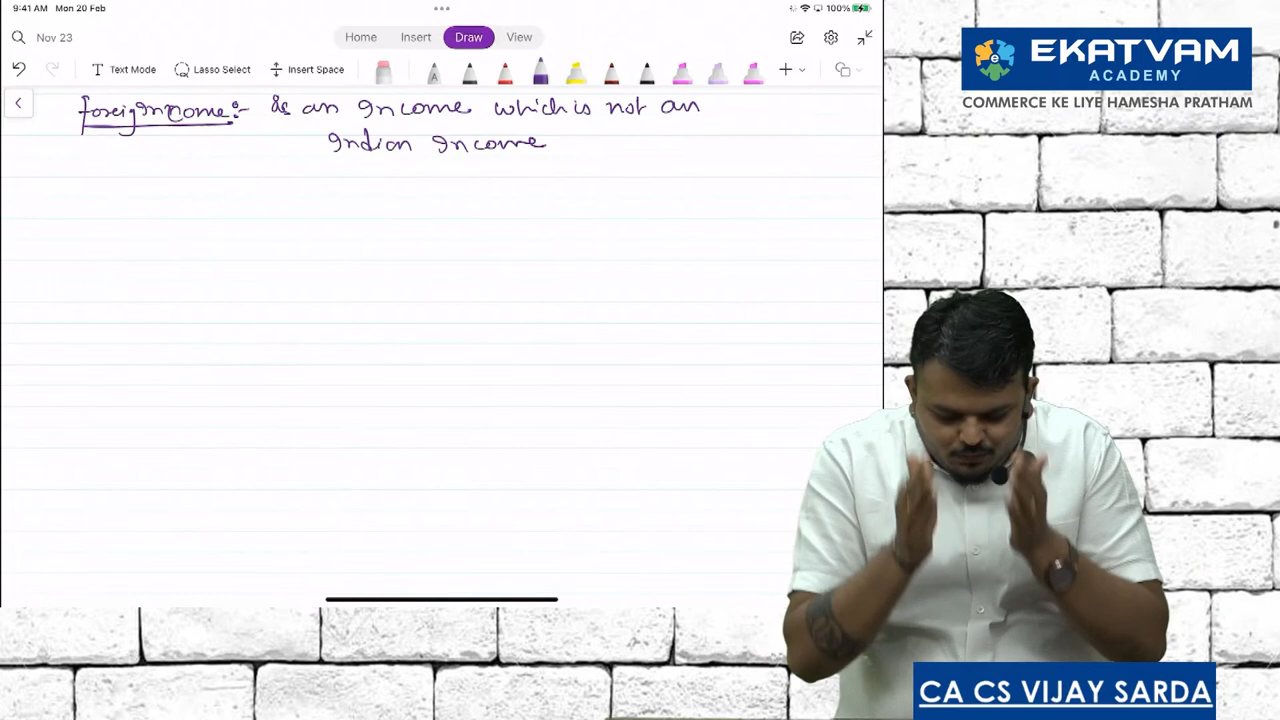 9:41 AM Mon 20 Feb
100%
Nov 23
Home Insert Draw View
Text Mode Lasso Select Insert Space
foreign Income:- is an Income which is not an
Indian Income
EKATVAM
ACADEMY
COMMERCE KE LIYE HAMESHA PRATHAM
CA CS VIJAY SARDA